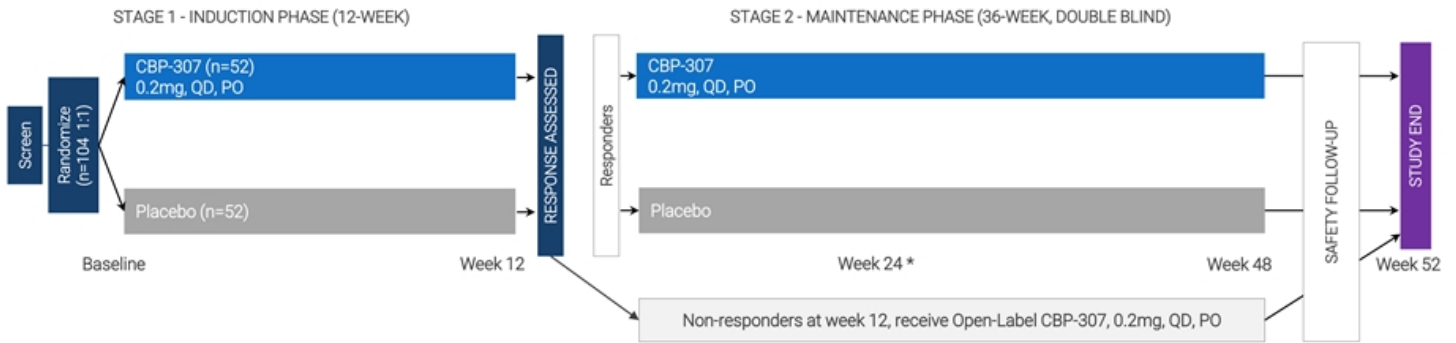 STAGE 1 - INDUCTION PHASE (12-WEEK)
STAGE 2 - MAINTENANCE PHASE (36-WEEK, DOUBLE BLIND)
Screen
Randomize
(n=104 1:1)
CBP-307 (n=52)
0.2mg, QD, PO
Placebo (n=52)
RESPONSE ASSESSED
Responders
CBP-307
0.2mg, QD, PO
Placebo
SAFETY FOLLOW-UP
STUDY END
Baseline
Week 12
Week 24 *
Week 48
Week 52
Non-responders at week 12, receive Open-Label CBP-307, 0.2mg, QD, PO